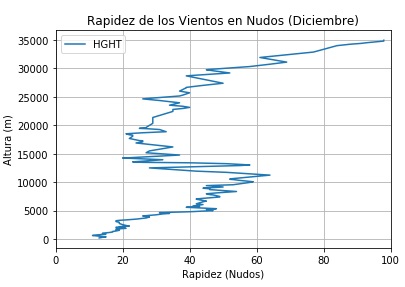 Rapidez de los Vientos en Nudos (Diciembre)
HGHT
35000
30000
25000
20000
15000
10000
5000
0
Altura (m)
0 20 40 60 80 100
Rapidez (Nudos)